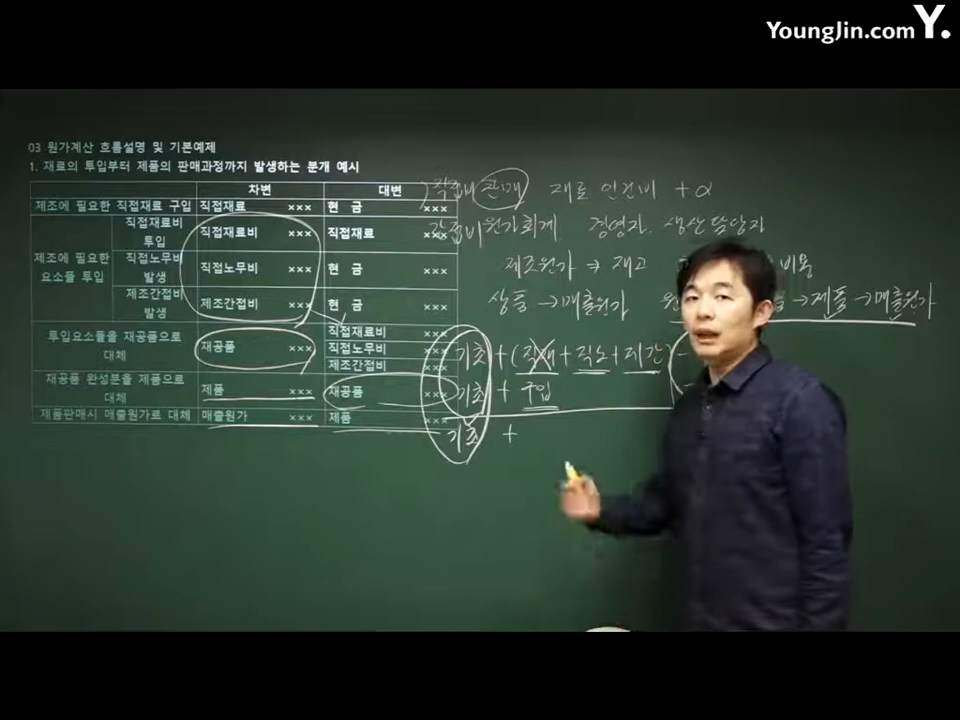 YoungJin.com Y.
03 원가계산 흐름설명 및 기본예제
1. 재료의 투입부터 제품의 판매과정까지 발생하는 분개 예시
차변 대변
제조에 필요한 직접재료 구입 직접재료 ××× 현 금 ×××
제조에 필요한 요소들 투입
직접재료비 투입 직접재료비 ××× 직접재료 ×××
직접노무비 발생 직접노무비 ××× 현 금 ×××
제조간접비 발생 제조간접비 ××× 현 금 ×××
투입요소들을 재공품으로 대체 재공품 ×××
직접재료비 ×××
직접노무비 ×××
제조간접비 ×××
재공품 완성분을 제품으로 대체 제품 ××× 재공품 ×××
제품판매시 매출원가로 대체 매출원가 ××× 제품 ×××
직접비 판매 재료 인건비 + α
간접비 원가회계 경영자. 생산담당자
제조원가 → 재고 비용
상품 → 매출원가 → 제품 → 매출원가
기초 + (직재 + 직노 + 제간) -
기초 + 구입
기초 +